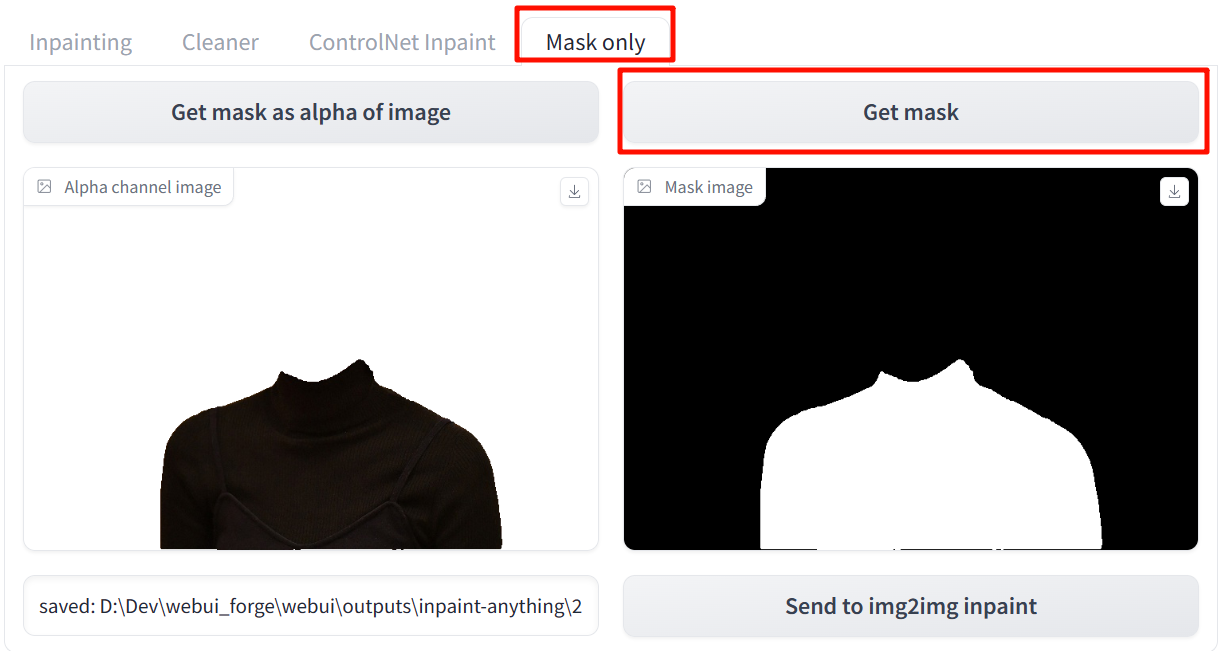 Inpainting Cleaner ControlNet Inpaint Mask only
Get mask as alpha of image Get mask
Alpha channel image Mask image
saved: D:\Dev\webui_forge\webui\outputs\inpaint-anything\2 Send to img2img inpaint